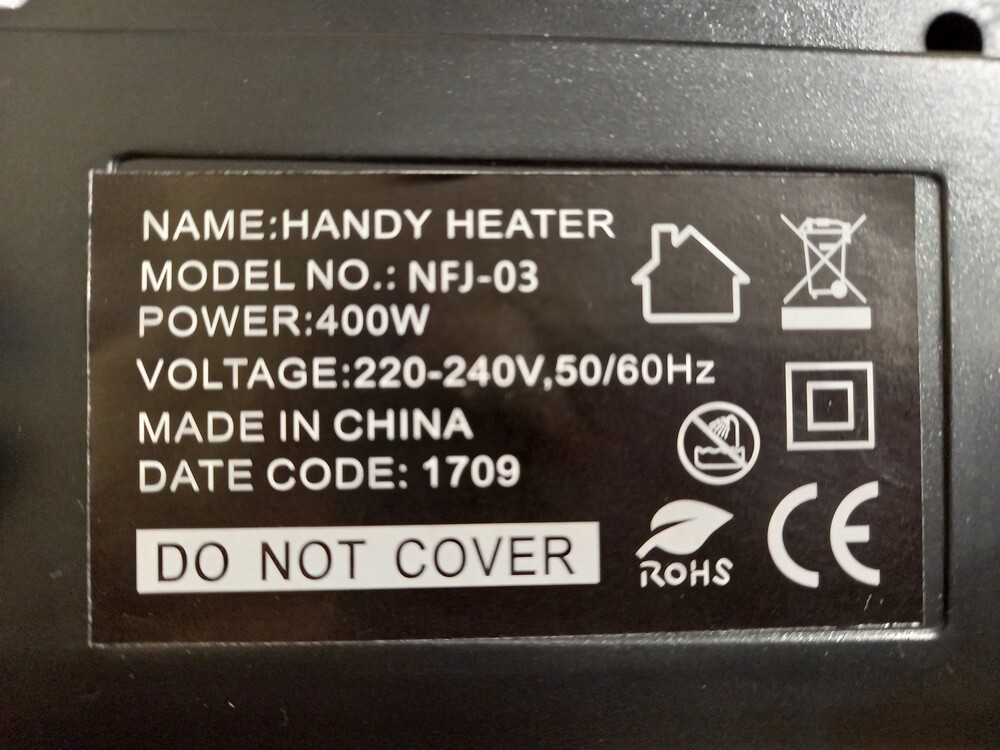 NAME:HANDY HEATER
MODEL NO.: NFJ-03
POWER:400W
VOLTAGE:220-240V,50/60Hz
MADE IN CHINA
DATE CODE: 1709
DO NOT COVER
ROHS
CE